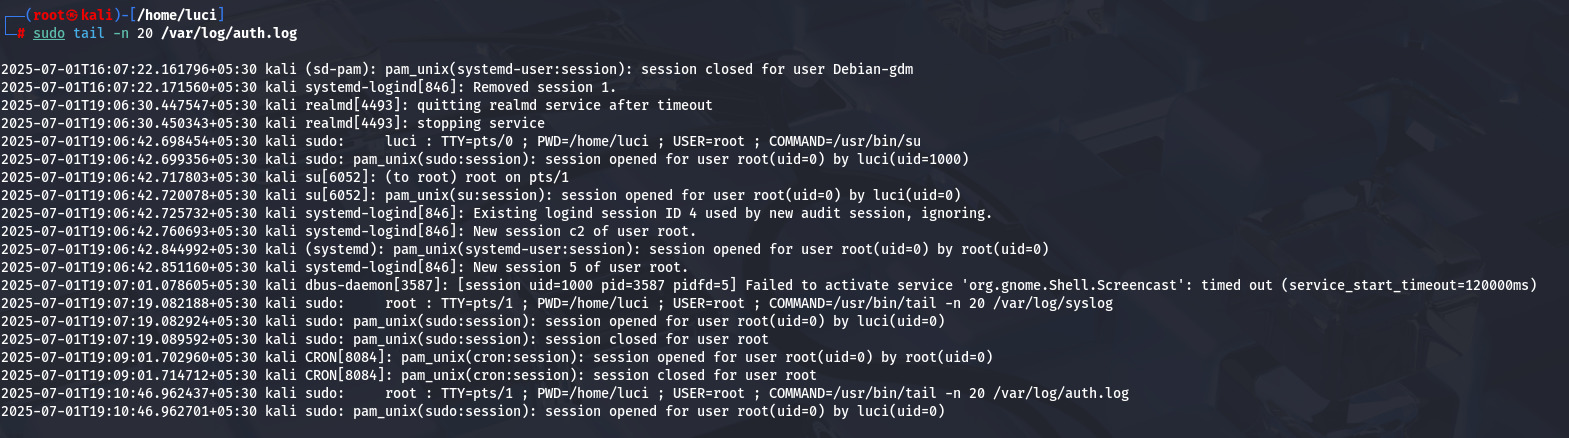 ┌──(root㉿kali)-[/home/luci]
└─# sudo tail -n 20 /var/log/auth.log
2025-07-01T16:07:22.161796+05:30 kali (sd-pam): pam_unix(systemd-user:session): session closed for user Debian-gdm
2025-07-01T16:07:22.171560+05:30 kali systemd-logind[846]: Removed session 1.
2025-07-01T19:06:30.447547+05:30 kali realmd[4493]: quitting realmd service after timeout
2025-07-01T19:06:30.450343+05:30 kali realmd[4493]: stopping service
2025-07-01T19:06:42.698454+05:30 kali sudo:     luci : TTY=pts/0 ; PWD=/home/luci ; USER=root ; COMMAND=/usr/bin/su
2025-07-01T19:06:42.699356+05:30 kali sudo: pam_unix(sudo:session): session opened for user root(uid=0) by luci(uid=1000)
2025-07-01T19:06:42.717803+05:30 kali su[6052]: (to root) root on pts/1
2025-07-01T19:06:42.720078+05:30 kali su[6052]: pam_unix(su:session): session opened for user root(uid=0) by luci(uid=0)
2025-07-01T19:06:42.725732+05:30 kali systemd-logind[846]: Existing logind session ID 4 used by new audit session, ignoring.
2025-07-01T19:06:42.760693+05:30 kali systemd-logind[846]: New session c2 of user root.
2025-07-01T19:06:42.844992+05:30 kali (systemd): pam_unix(systemd-user:session): session opened for user root(uid=0) by root(uid=0)
2025-07-01T19:06:42.851160+05:30 kali systemd-logind[846]: New session 5 of user root.
2025-07-01T19:07:01.078605+05:30 kali dbus-daemon[3587]: [session uid=1000 pid=3587 pidfd=5] Failed to activate service 'org.gnome.Shell.Screencast': timed out (service_start_timeout=120000ms)
2025-07-01T19:07:19.082188+05:30 kali sudo:     root : TTY=pts/1 ; PWD=/home/luci ; USER=root ; COMMAND=/usr/bin/tail -n 20 /var/log/syslog
2025-07-01T19:07:19.082924+05:30 kali sudo: pam_unix(sudo:session): session opened for user root(uid=0) by luci(uid=0)
2025-07-01T19:07:19.089592+05:30 kali sudo: pam_unix(sudo:session): session closed for user root
2025-07-01T19:09:01.702960+05:30 kali CRON[8084]: pam_unix(cron:session): session opened for user root(uid=0) by root(uid=0)
2025-07-01T19:09:01.714712+05:30 kali CRON[8084]: pam_unix(cron:session): session closed for user root
2025-07-01T19:10:46.962437+05:30 kali sudo:     root : TTY=pts/1 ; PWD=/home/luci ; USER=root ; COMMAND=/usr/bin/tail -n 20 /var/log/auth.log
2025-07-01T19:10:46.962701+05:30 kali sudo: pam_unix(sudo:session): session opened for user root(uid=0) by luci(uid=0)